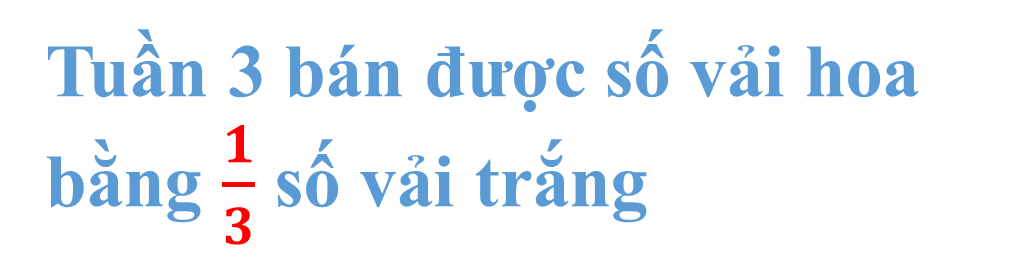 Tuần 3 bán được số vải hoa
bằng 1/3 số vải trắng